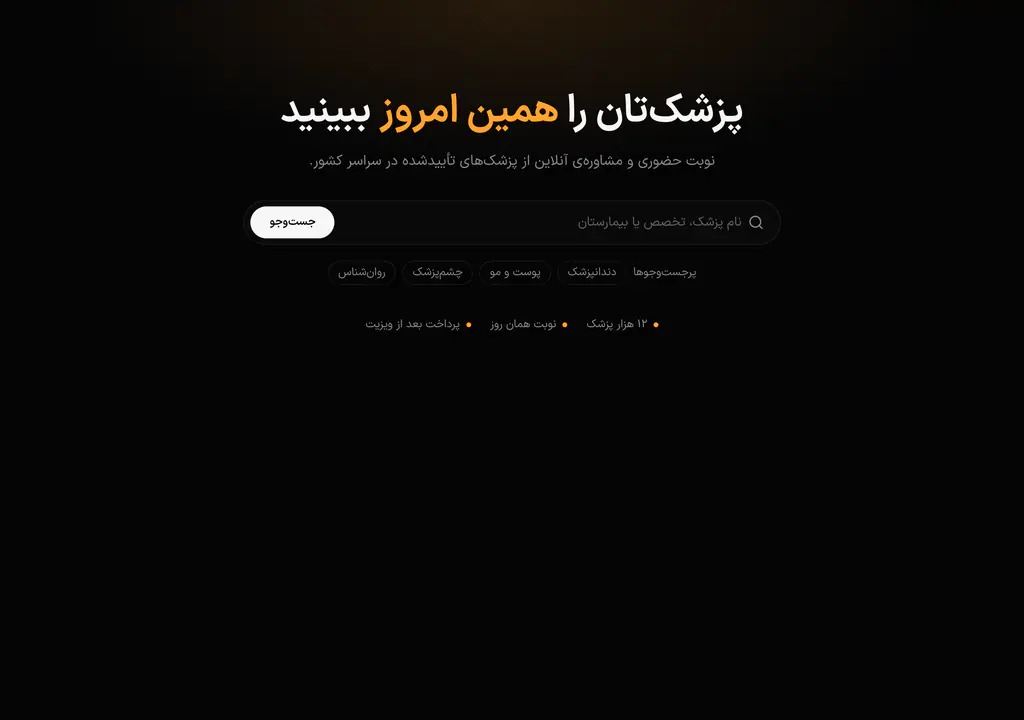 پزشک‌تان را همین امروز ببینید
نوبت حضوری و مشاوره‌ی آنلاین از پزشک‌های تأییدشده در سراسر کشور.
نام پزشک، تخصص یا بیمارستان جست‌وجو
پرجست‌وجوها دندانپزشک پوست و مو چشم‌پزشک روان‌شناس
۱۲ هزار پزشک نوبت همان روز پرداخت بعد از ویزیت